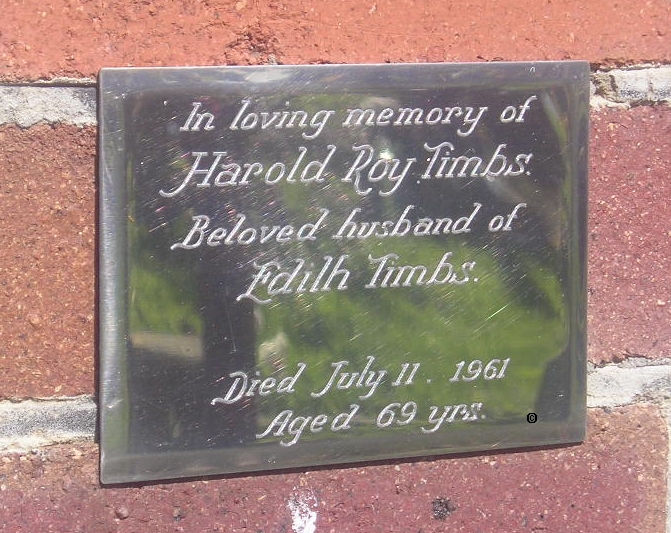 In loving memory of
Harold Roy Timbs.
Beloved husband of
Edith Timbs.
Died July 11. 1961
Aged 69 yrs.
©